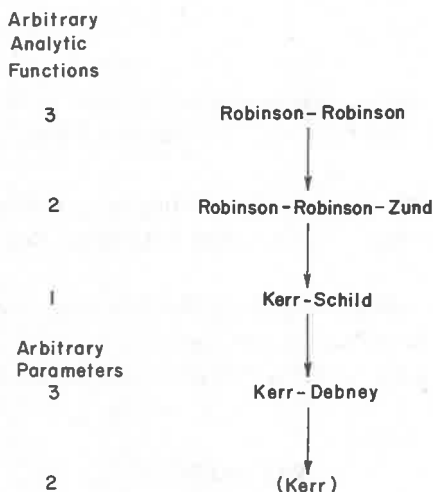 Arbitrary
Analytic
Functions
3 Robinson-Robinson
2 Robinson-Robinson-Zund
1 Kerr-Schild
Arbitrary
Parameters
3 Kerr-Debney
2 (Kerr)